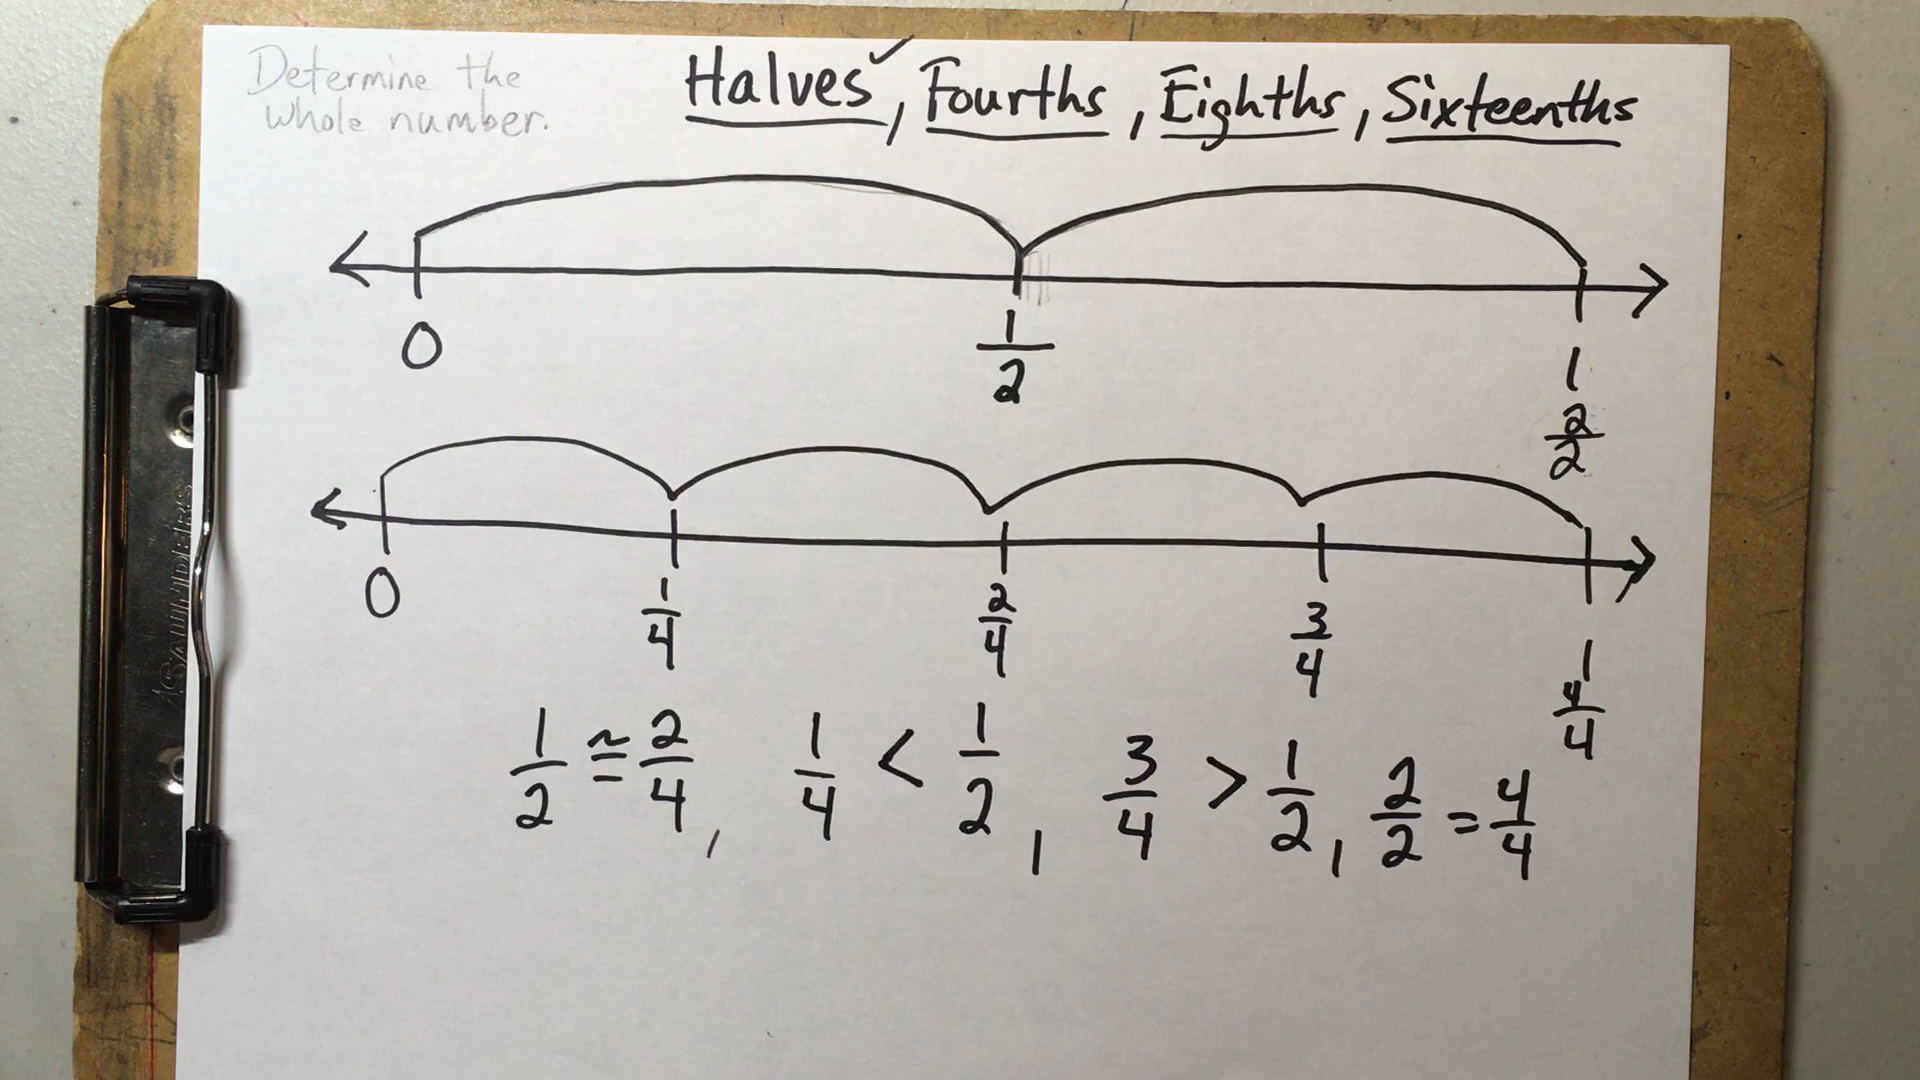 Determine the
whole number.
Halves✓, Fourths, Eighths, Sixteenths
0 1/2 1
2/2
0 1/4 2/4 3/4 1
4/4
1/2 ≅ 2/4, 1/4 < 1/2, 3/4 > 1/2, 2/2 = 4/4
SAUNDERS